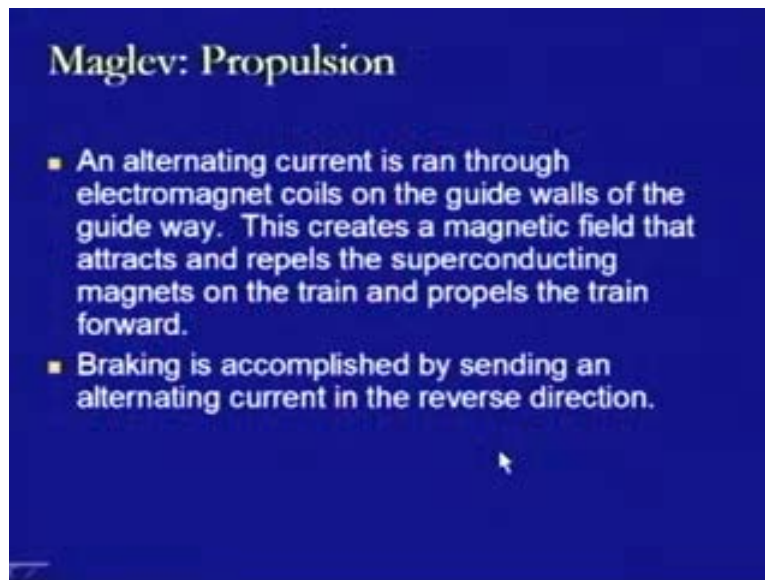 Maglev: Propulsion
An alternating current is ran through
electromagnet coils on the guide walls of the
guide way. This creates a magnetic field that
attracts and repels the superconducting
magnets on the train and propels the train
forward.
Braking is accomplished by sending an
alternating current in the reverse direction.